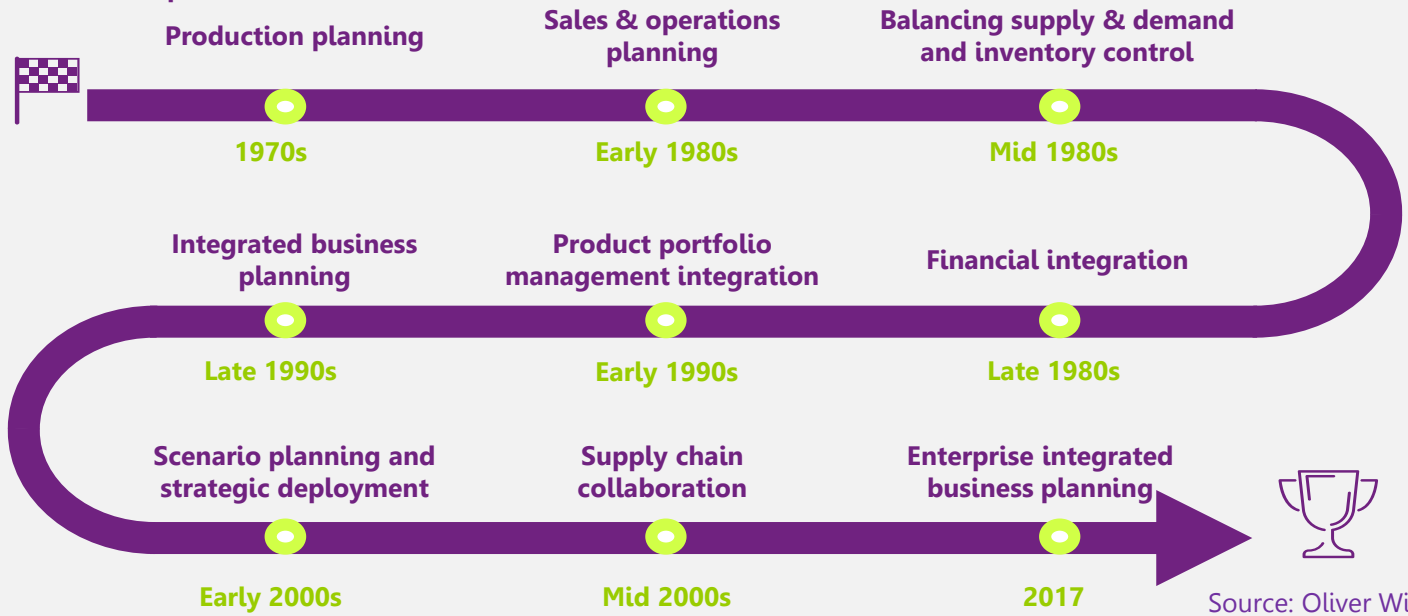 Production planning
Sales & operations
planning
Balancing supply & demand
and inventory control
1970s
Early 1980s
Mid 1980s
Integrated business
planning
Product portfolio
management integration
Financial integration
Late 1990s
Early 1990s
Late 1980s
Scenario planning and
strategic deployment
Supply chain
collaboration
Enterprise integrated
business planning
Early 2000s
Mid 2000s
2017
Source: Oliver Wi